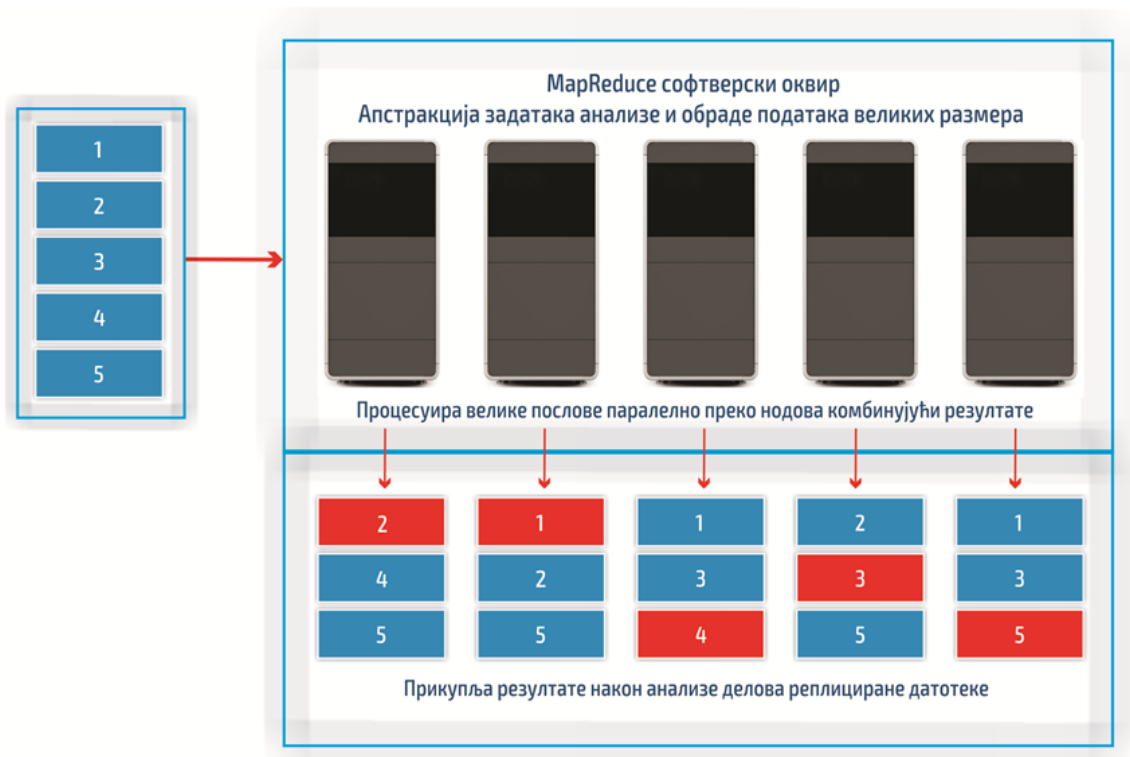 MapReduce софтверски оквир
Апстракција задатака анализе и обраде података великих размера
1
2
3
4
5
Процесуира велике послове паралелно преко нодова комбинујући резултате
2 1 1 2 1
4 2 3 3 3
5 5 4 5 5
Прикупља резултате након анализе делова реплициране датотеке